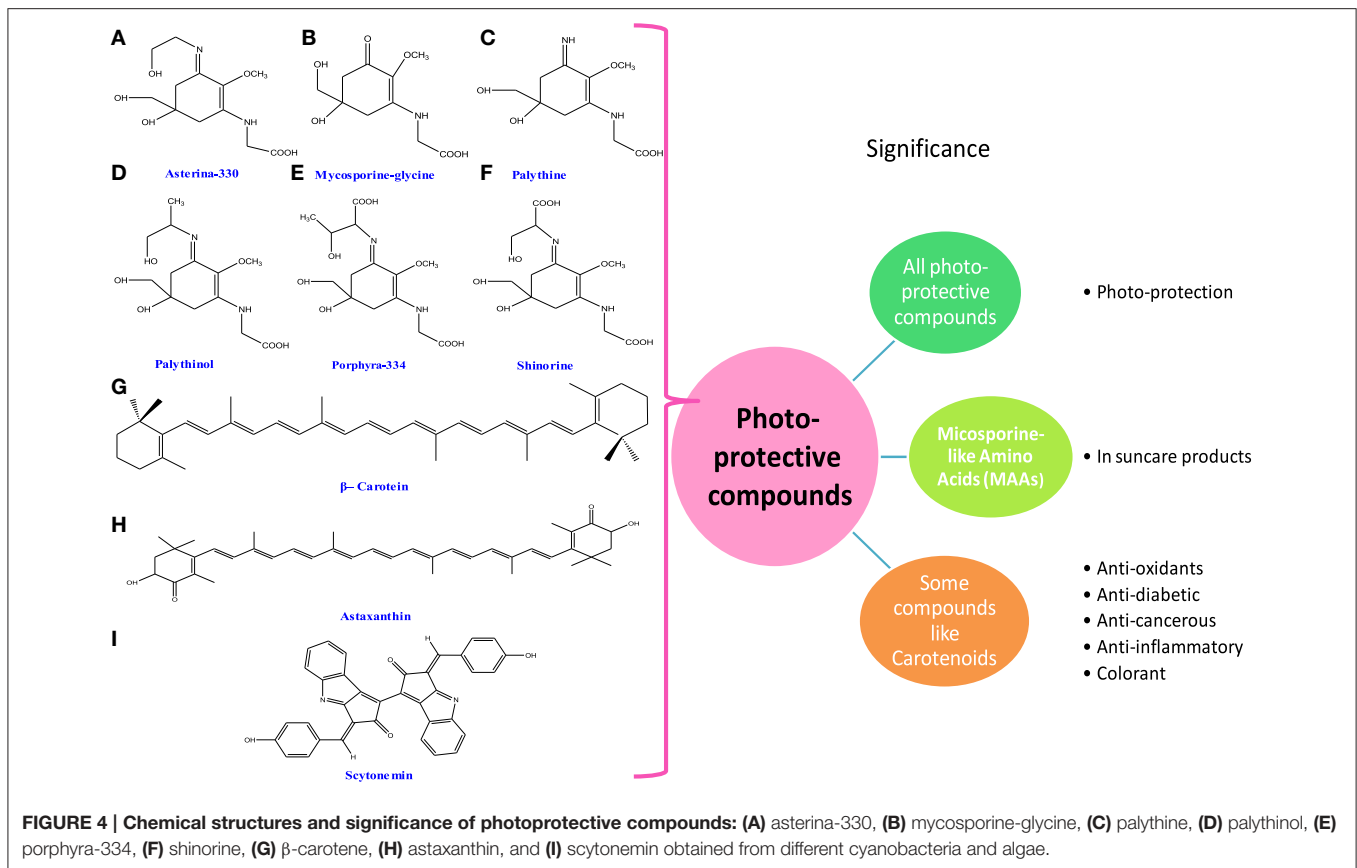 A
N
OH
OCH3
OH
OH
NH
COOH
Asterina-330
B
O
OH
OCH3
OH
NH
COOH
Mycosporine-glycine
C
NH
OCH3
OH
OH
NH
COOH
Palythine
D
CH3
N
HO
OCH3
OH
OH
NH
COOH
Palythinol
E
COOH
H3C
OH
N
OCH3
OH
OH
NH
COOH
Porphyra-334
F
COOH
HO
N
OCH3
OH
OH
NH
COOH
Shinorine
G
β– Carotein
H
O
OH
OH
O
Astaxanthin
I
H
OH
O
N
N
O
HO
H
Scytonemin
Significance
Photo-
protective
compounds
All photo-
protective
compounds
• Photo-protection
Micosporine-
like Amino
Acids (MAAs)
• In suncare products
Some
compounds
like
Carotenoids
• Anti-oxidants
• Anti-diabetic
• Anti-cancerous
• Anti-inflammatory
• Colorant
FIGURE 4 | Chemical structures and significance of photoprotective compounds: (A) asterina-330, (B) mycosporine-glycine, (C) palythine, (D) palythinol, (E)
porphyra-334, (F) shinorine, (G) β-carotene, (H) astaxanthin, and (I) scytonemin obtained from different cyanobacteria and algae.